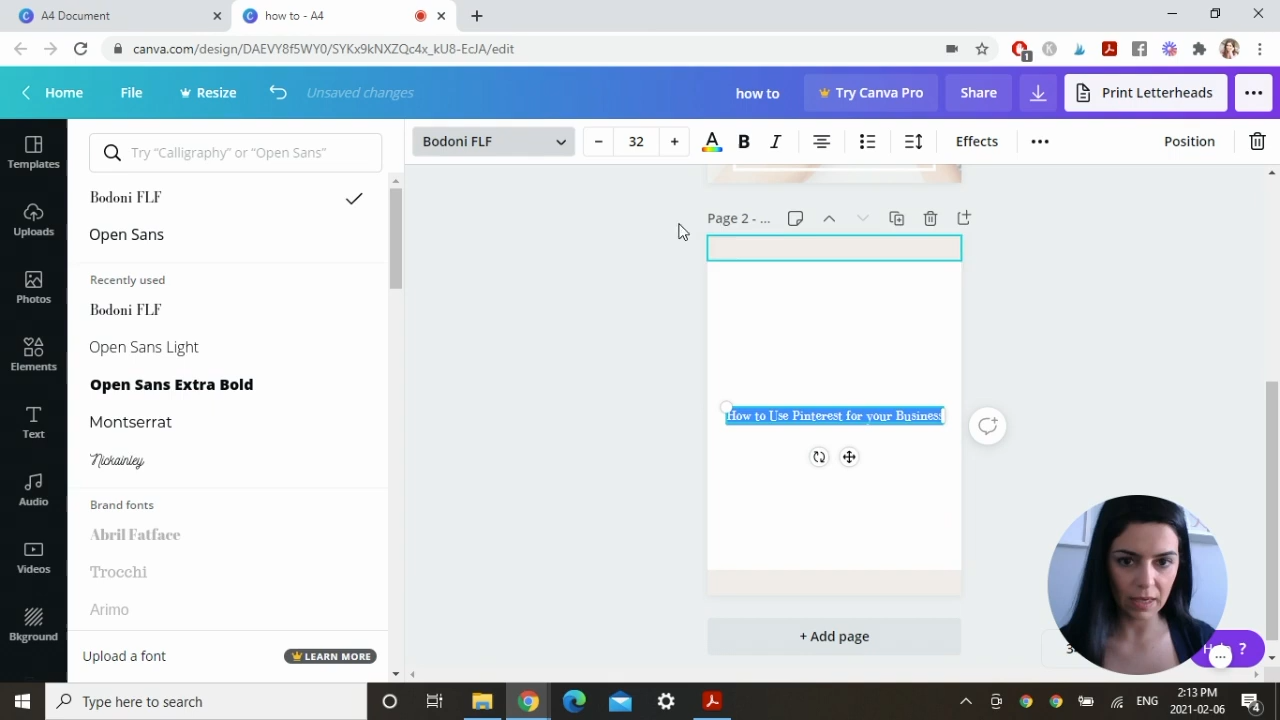 A4 Document
how to - A4
canva.com/design/DAEVY8f5WY0/SYKx9kNXZQc4x_kU8-EcJA/edit
1
Home
File
Resize
Unsaved changes
how to
Try Canva Pro
Share
Print Letterheads
Bodoni FLF
32
A
B
I
Effects
Position
Templates
Uploads
Photos
Elements
Text
Audio
Videos
Bkground
Try “Calligraphy” or “Open Sans”
Bodoni FLF
Open Sans
Recently used
Bodoni FLF
Open Sans Light
Open Sans Extra Bold
Montserrat
Nickainley
Brand fonts
Abril Fatface
Trocchi
Arimo
Upload a font
LEARN MORE
Page 2 - ...
How to Use Pinterest for your Business
+ Add page
?
Type here to search
ENG
2:13 PM
2021-02-06
4